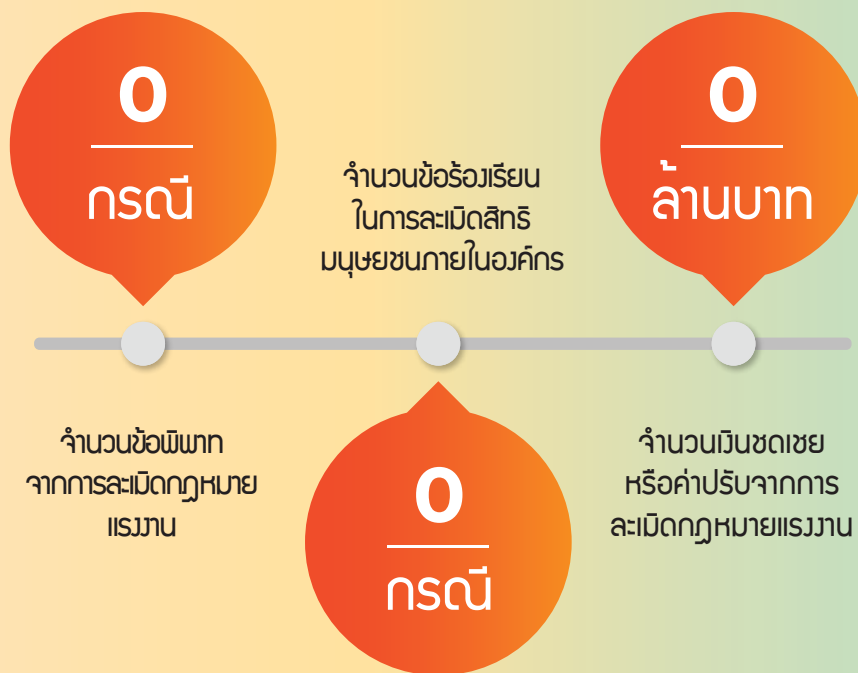 0
กรณี
จำนวนข้อพิพาท
จากการละเมิดกฎหมาย
แรงงาน
จำนวนข้อร้องเรียน
ในการละเมิดสิทธิ
มนุษยชนภายในองค์กร
0
กรณี
0
ล้านบาท
จำนวนเงินชดเชย
หรือค่าปรับจากการ
ละเมิดกฎหมายแรงงาน